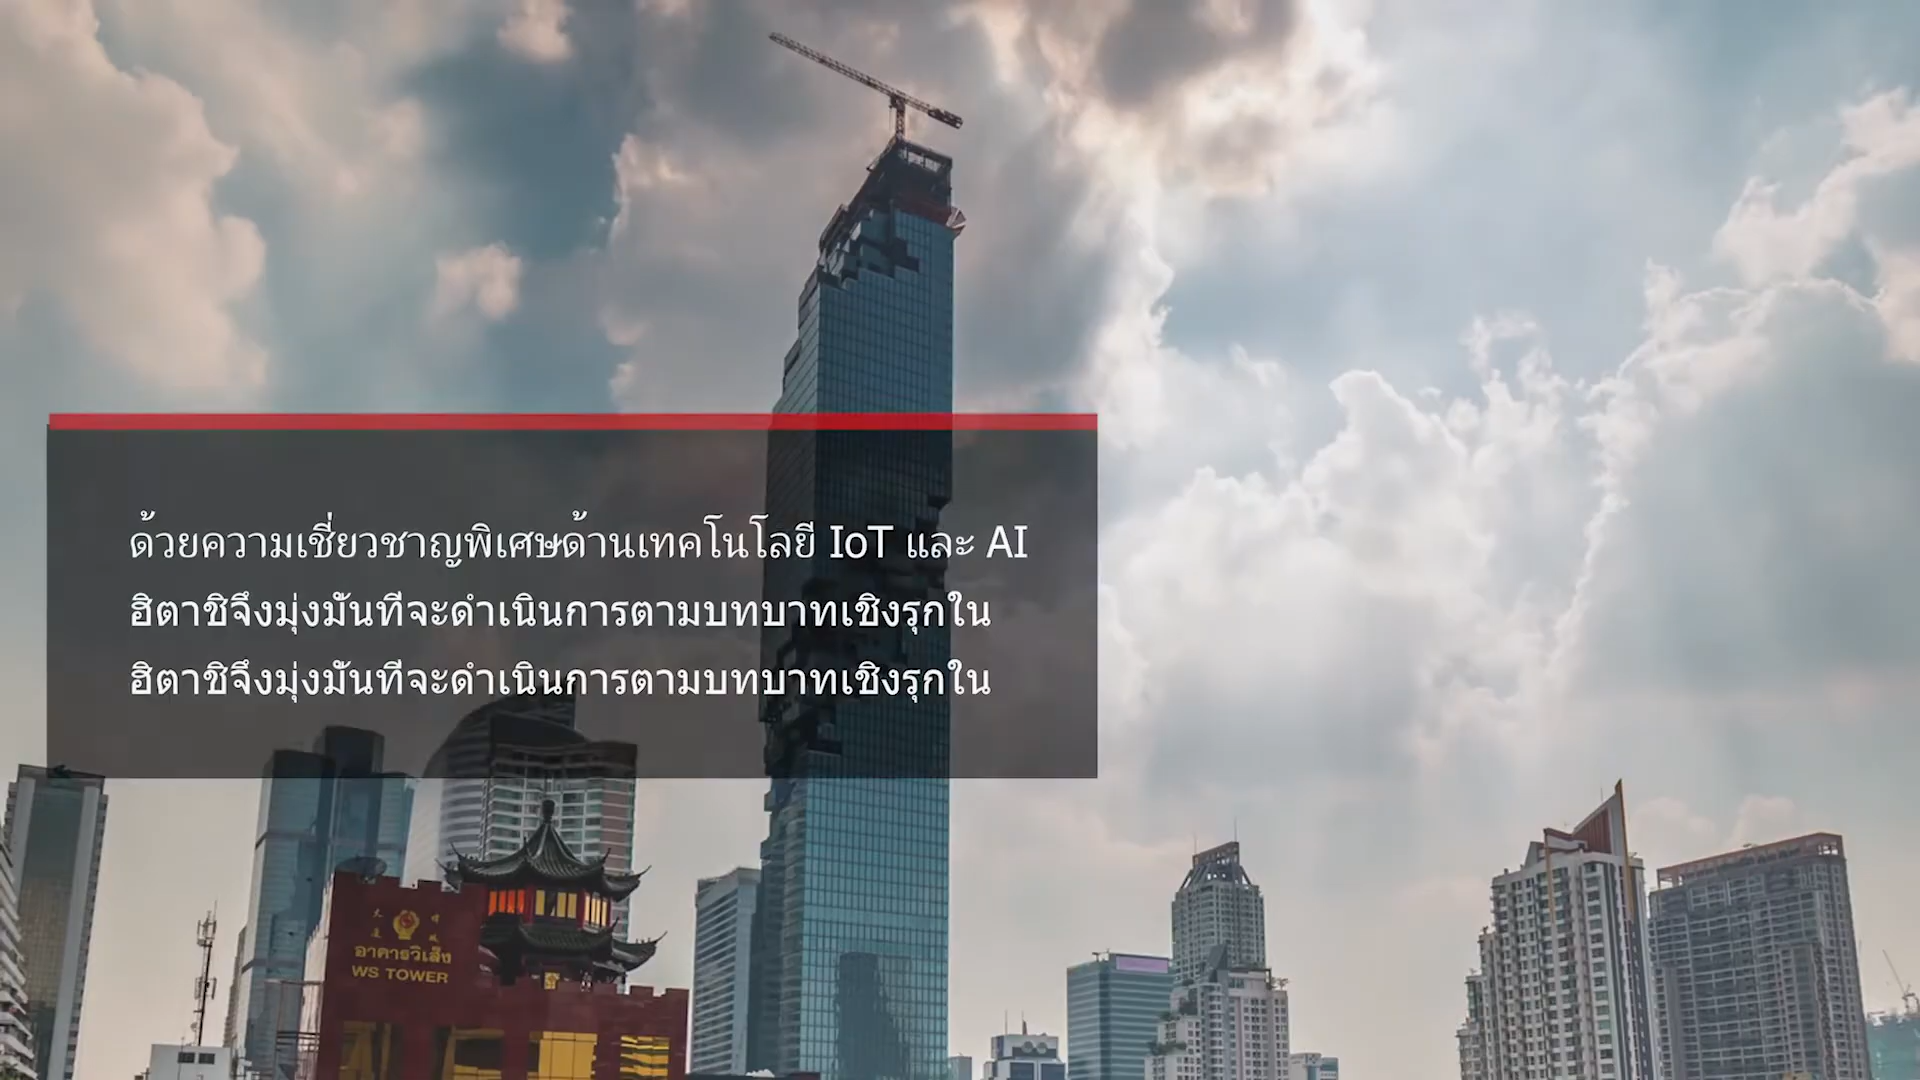 ด้วยความเชี่ยวชาญพิเศษด้านเทคโนโลยี IoT และ AI
ฮิตาชิจึงมุ่งมั่นที่จะดำเนินการตามบทบาทเชิงรุกใน
ฮิตาชิจึงมุ่งมั่นที่จะดำเนินการตามบทบาทเชิงรุกใน
大
城
อาคารวิเส็ง
WS TOWER